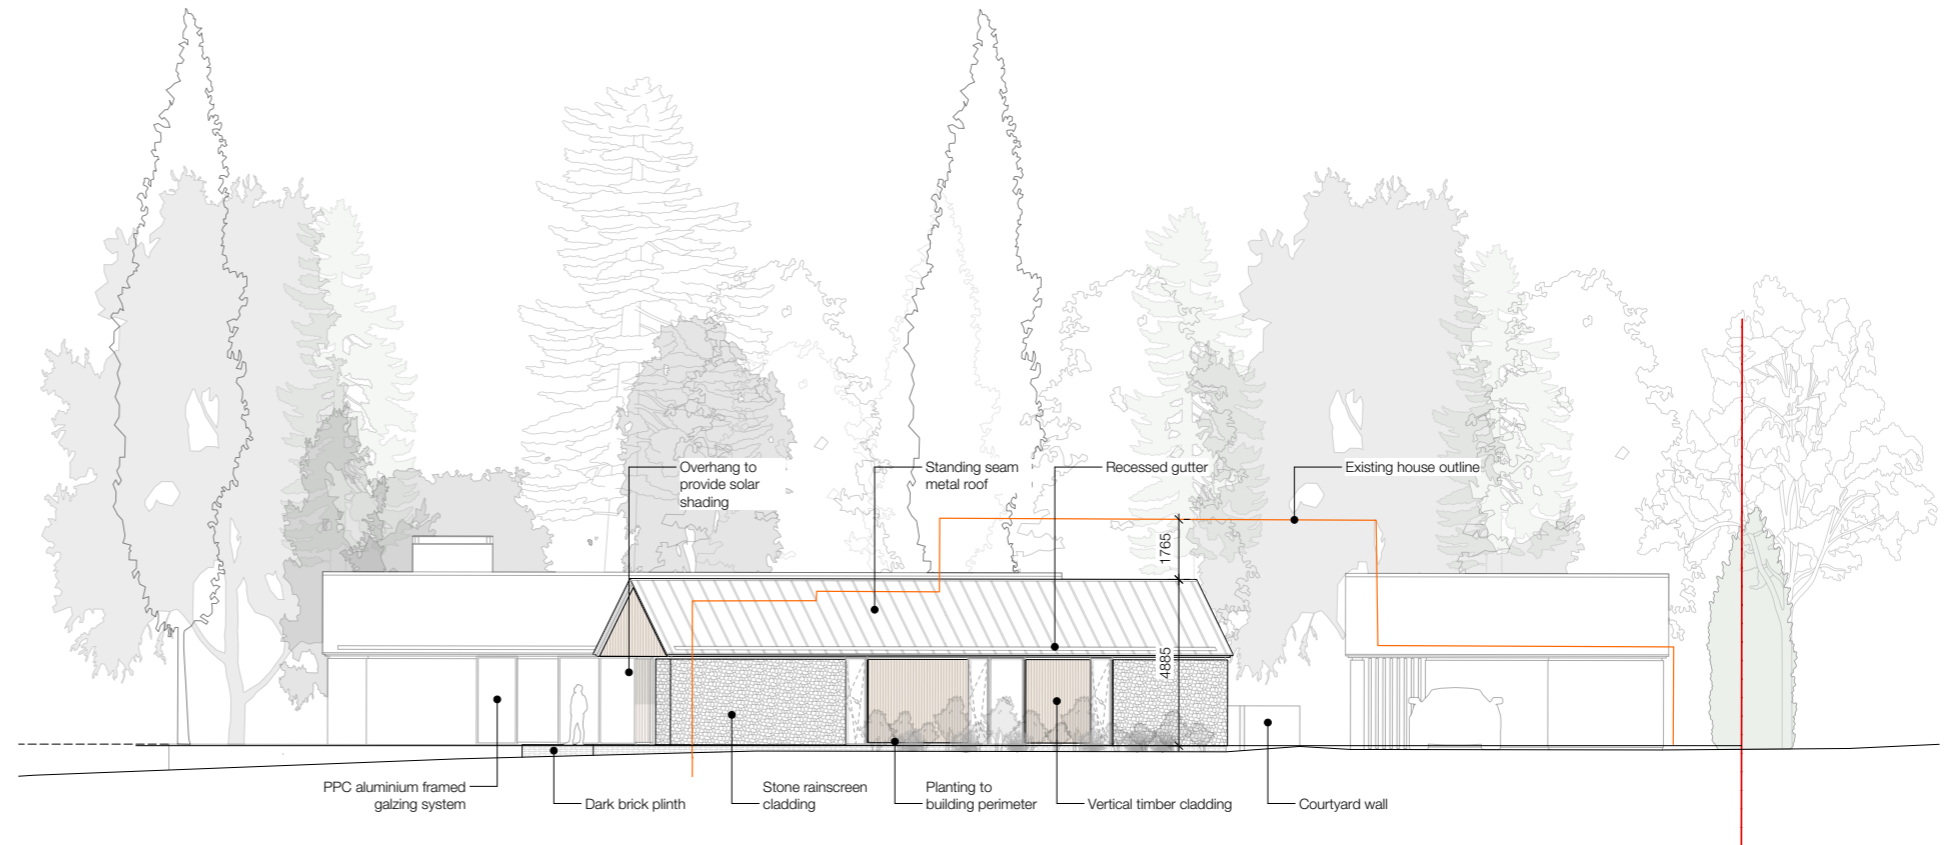 Overhang to
provide solar
shading
Standing seam
metal roof
Recessed gutter
Existing house outline
1765
4885
PPC aluminium framed
galzing system
Dark brick plinth
Stone rainscreen
cladding
Planting to
building perimeter
Vertical timber cladding
Courtyard wall